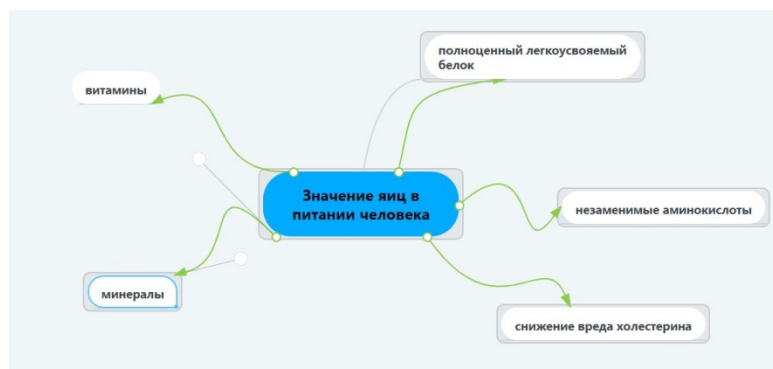 полноценный легкоусвояемый
белок
витамины
Значение яиц в
питании человека
незаменимые аминокислоты
минералы
снижение вреда холестерина